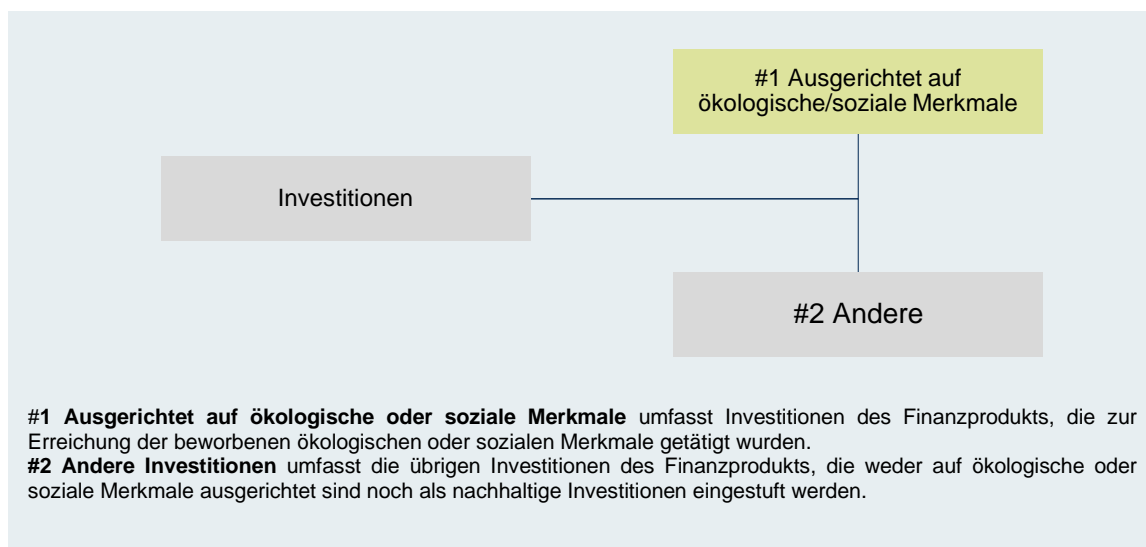 #1 Ausgerichtet auf
ökologische/soziale Merkmale
Investitionen
#2 Andere
#1 Ausgerichtet auf ökologische oder soziale Merkmale umfasst Investitionen des Finanzprodukts, die zur
Erreichung der beworbenen ökologischen oder sozialen Merkmale getätigt wurden.
#2 Andere Investitionen umfasst die übrigen Investitionen des Finanzprodukts, die weder auf ökologische oder
soziale Merkmale ausgerichtet sind noch als nachhaltige Investitionen eingestuft werden.